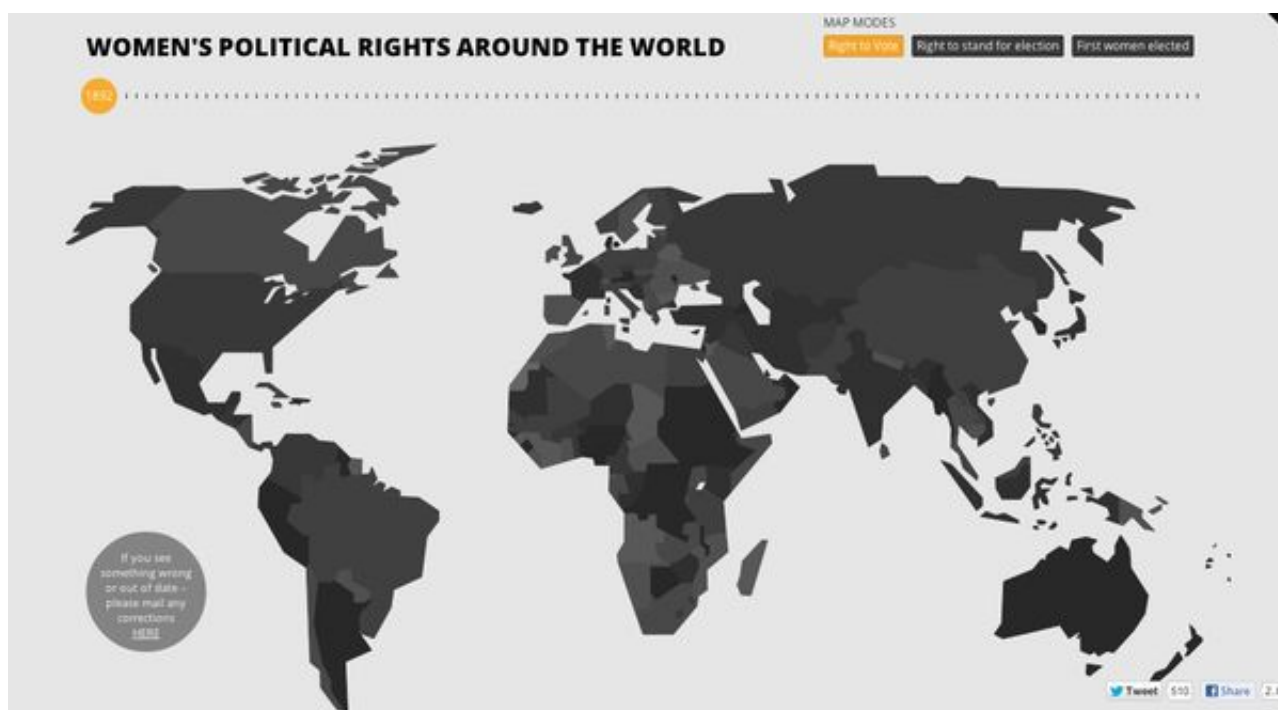 MAP MODES
WOMEN'S POLITICAL RIGHTS AROUND THE WORLD
Right to Vote
Right to stand for election
First women elected
1892
If you see
something wrong
or out of date –
please mail any
corrections
HERE
Tweet
510
Share